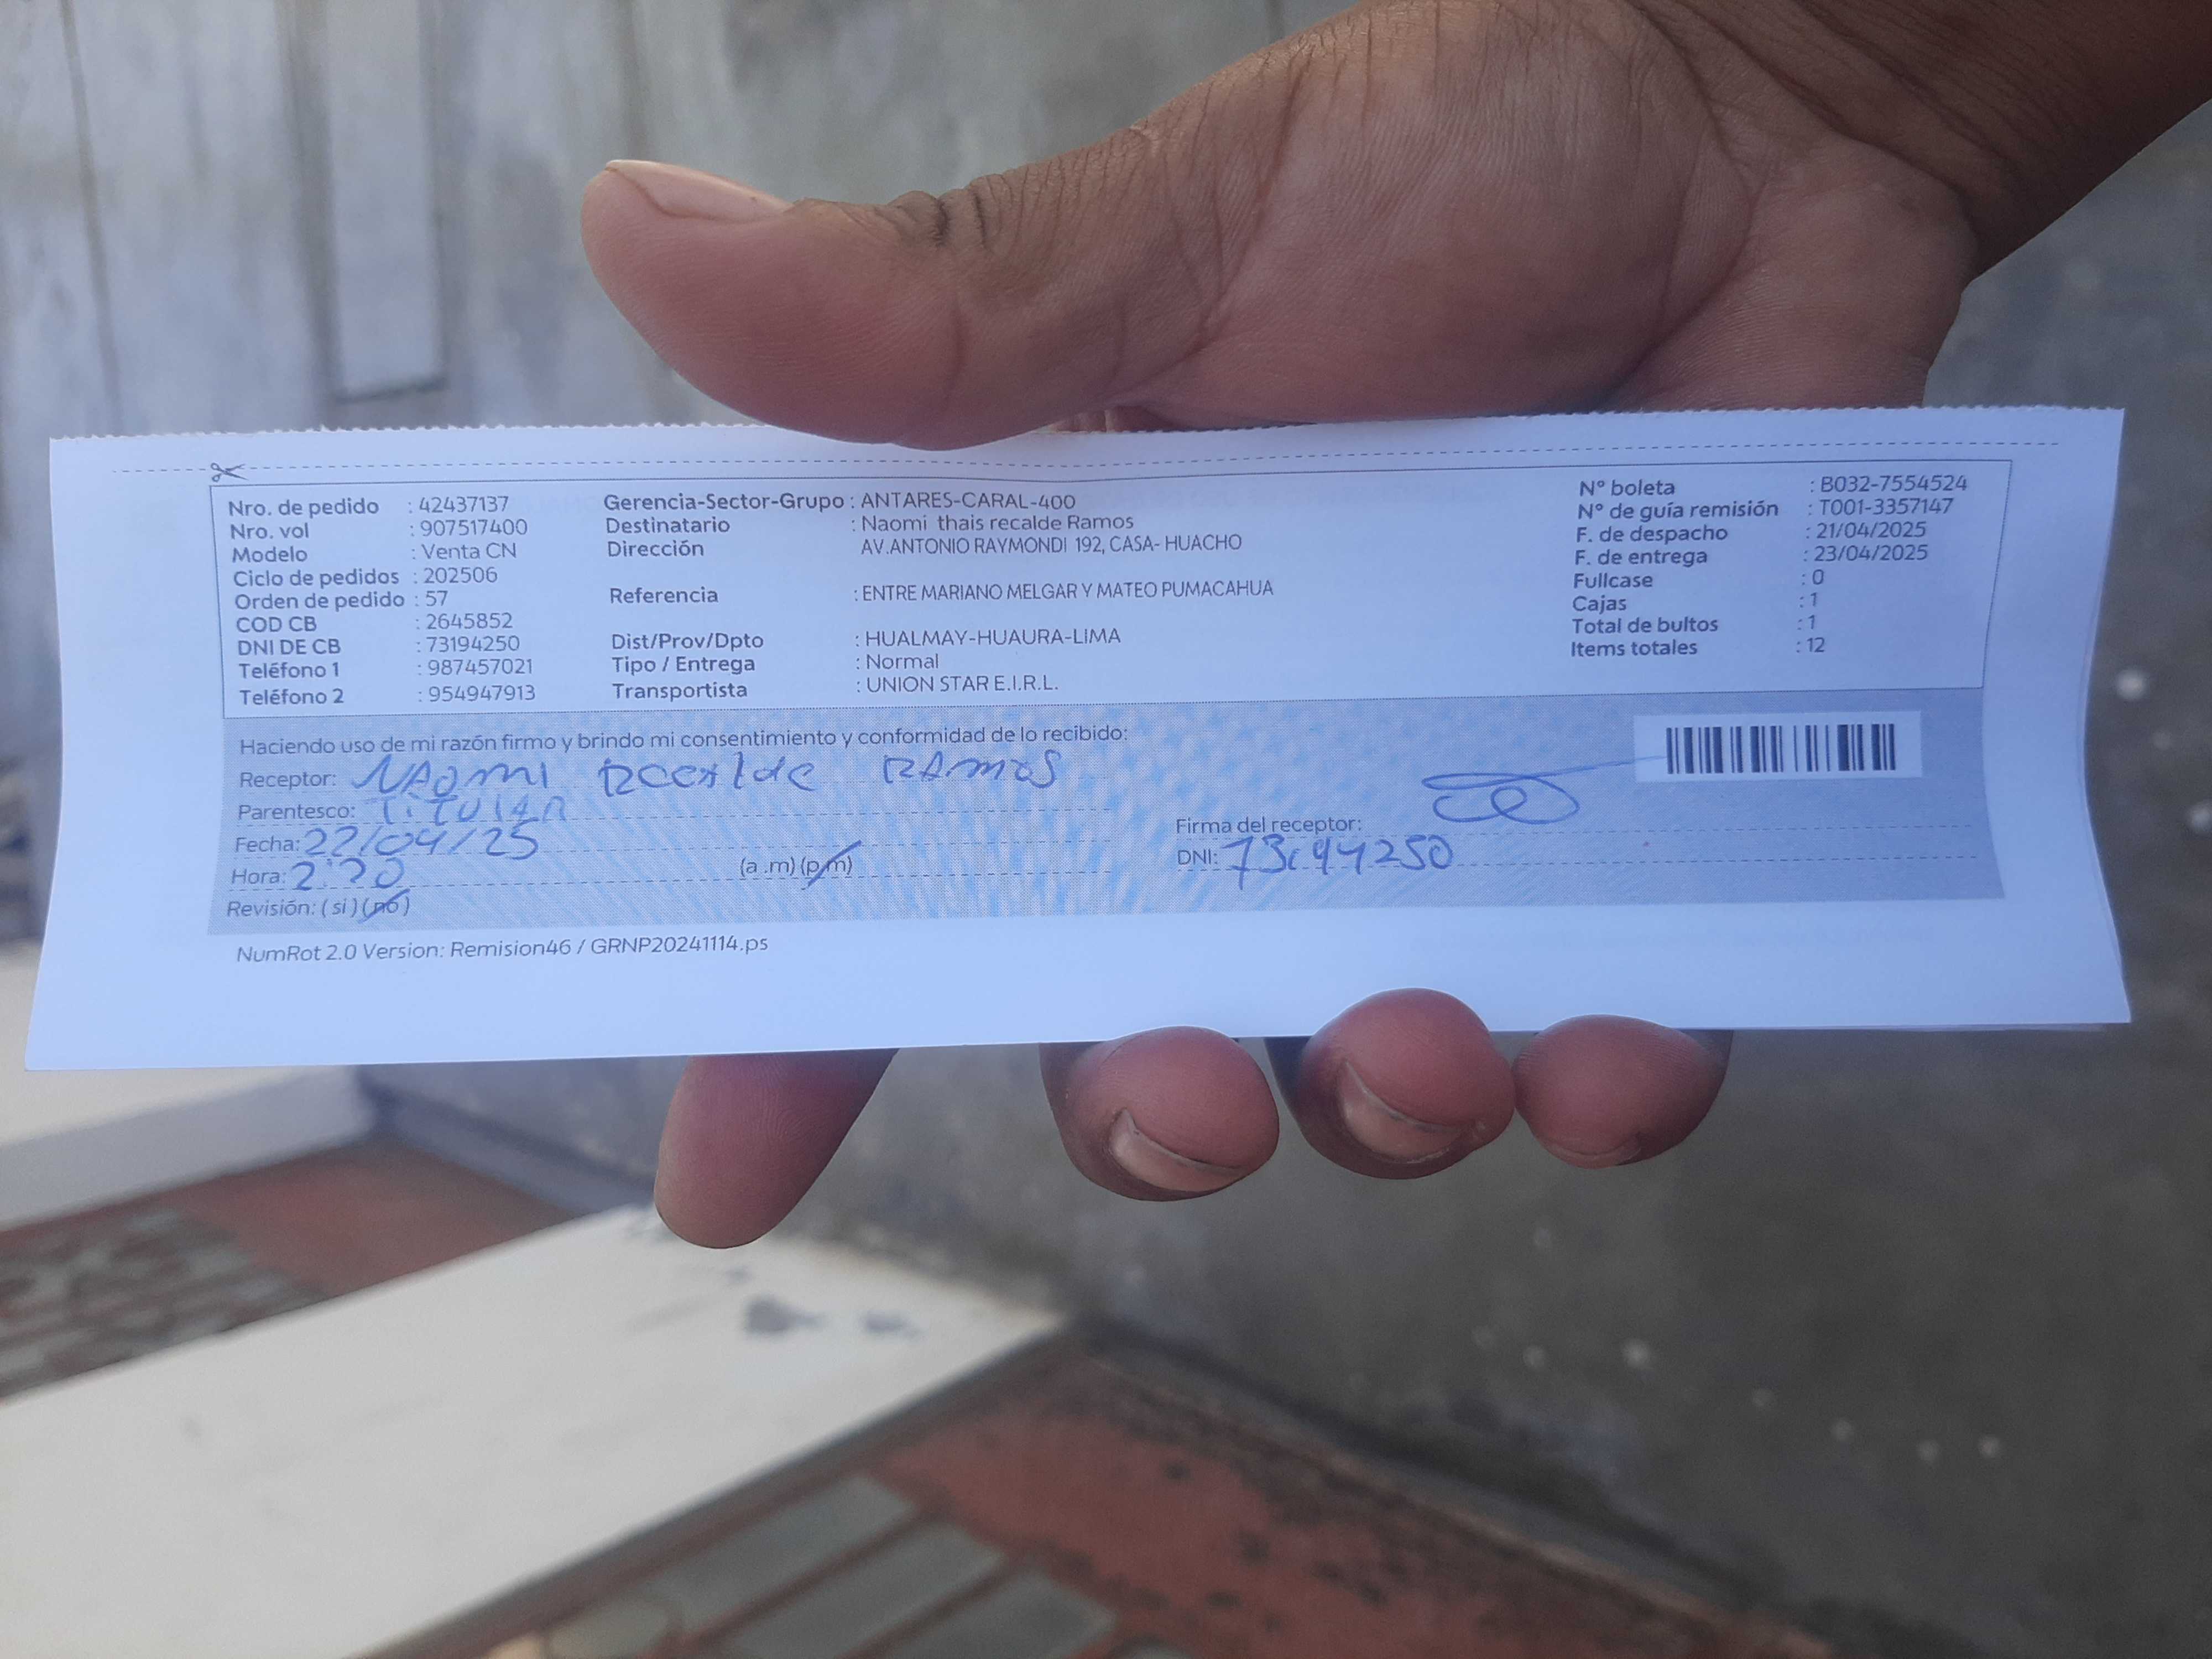 Nro. de pedido : 42437137
Nro. vol : 907517400
Modelo : Venta CN
Ciclo de pedidos : 202506
Orden de pedido : 57
COD CB : 2645852
DNI DE CB : 73194250
Teléfono 1 : 987457021
Teléfono 2 : 954947913
Gerencia-Sector-Grupo : ANTARES-CARAL-400
Destinatario : Naomi thais recalde Ramos
Dirección AV.ANTONIO RAYMONDI 192, CASA- HUACHO
Referencia : ENTRE MARIANO MELGAR Y MATEO PUMACAHUA
Dist/Prov/Dpto : HUALMAY-HUAURA-LIMA
Tipo / Entrega : Normal
Transportista : UNION STAR E.I.R.L.
N° boleta : B032-7554524
N° de guía remisión : T001-3357147
F. de despacho : 21/04/2025
F. de entrega : 23/04/2025
Fullcase : 0
Cajas : 1
Total de bultos : 1
Items totales : 12
Haciendo uso de mi razón firmo y brindo mi consentimiento y conformidad de lo recibido:
Receptor: NAOMI Recalde RAMOS
Parentesco: TITULAR
Fecha: 22/04/25
Hora: 2:20 (a .m) (p.m)
Revisión: ( si ) ( no )
Firma del receptor:
DNI: 73194250
NumRot 2.0 Version: Remision46 / GRNP20241114.ps